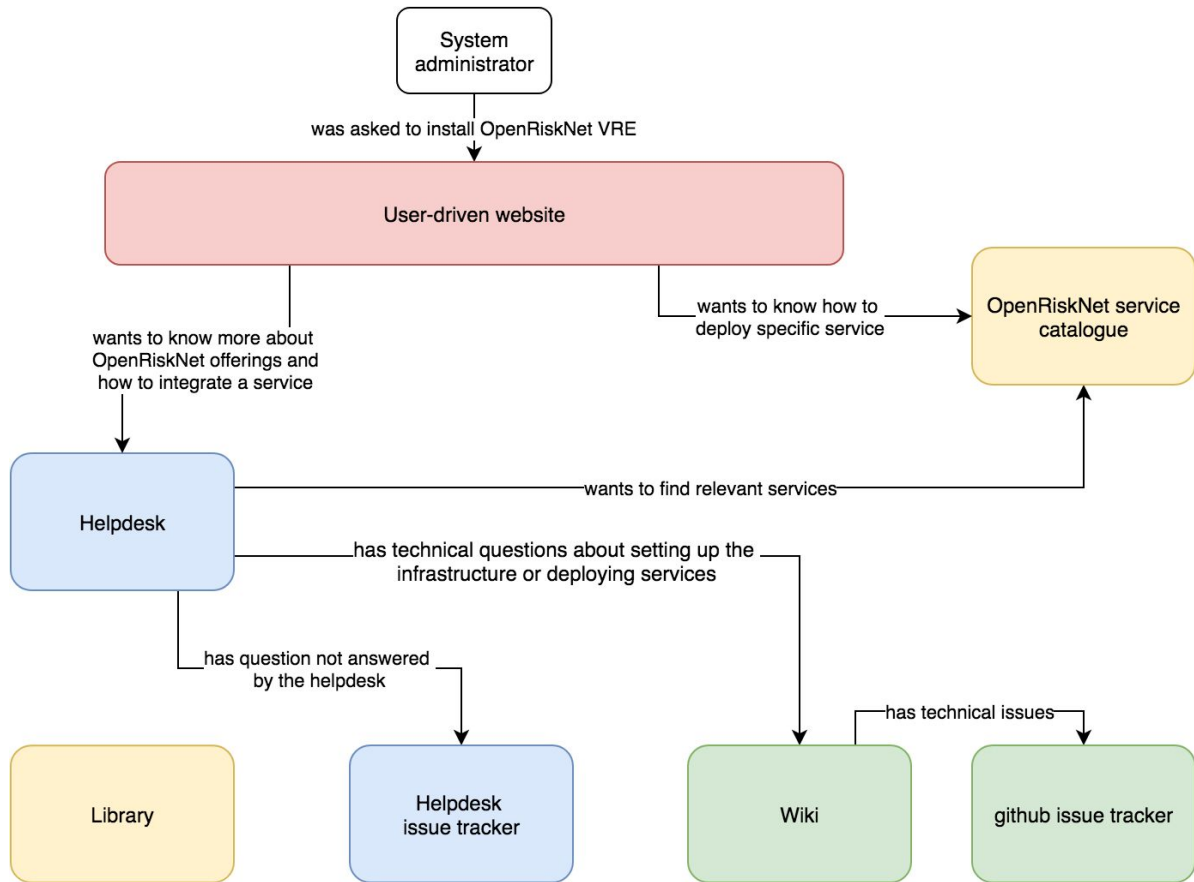 System
administrator
was asked to install OpenRiskNet VRE
User-driven website
wants to know how to
deploy specific service
OpenRiskNet service
catalogue
wants to know more about
OpenRiskNet offerings and
how to integrate a service
Helpdesk
wants to find relevant services
has technical questions about setting up the
infrastructure or deploying services
has question not answered
by the helpdesk
has technical issues
Library
Helpdesk
issue tracker
Wiki
github issue tracker